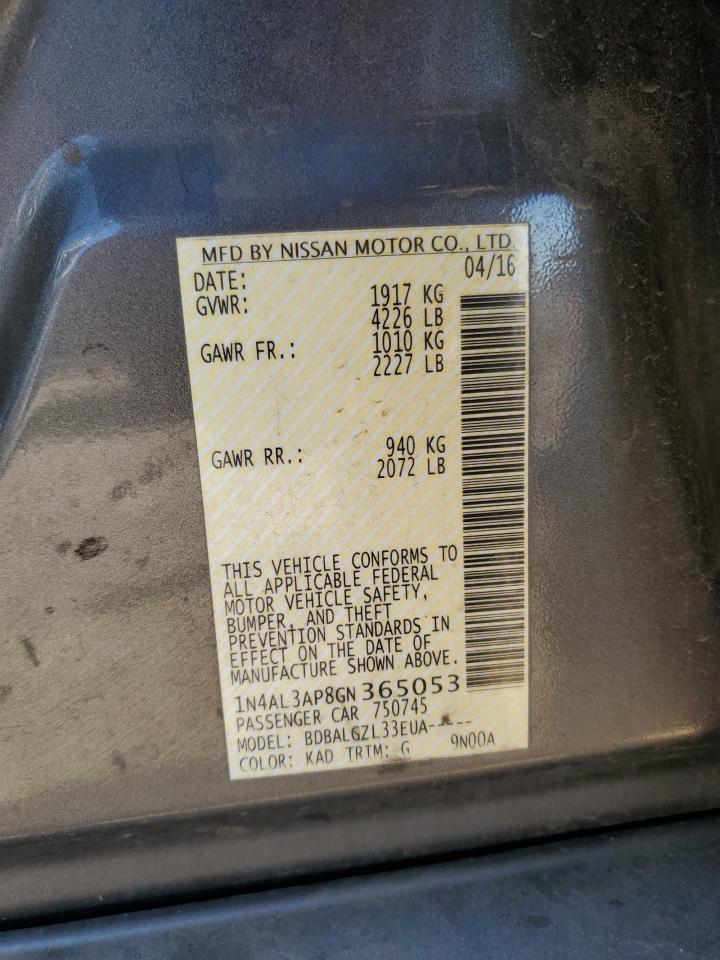 MFD BY NISSAN MOTOR CO., LTD.
DATE: 04/16
GVWR: 1917 KG
4226 LB
GAWR FR.: 1010 KG
2227 LB
GAWR RR.: 940 KG
2072 LB
THIS VEHICLE CONFORMS TO
ALL APPLICABLE FEDERAL
MOTOR VEHICLE SAFETY,
BUMPER, AND THEFT
PREVENTION STANDARDS IN
EFFECT ON THE DATE OF
MANUFACTURE SHOWN ABOVE.
1N4AL3AP8GN365053
PASSENGER CAR 750745
MODEL: BDBALGZL33EUA-----
COLOR: KAD TRIM: G 9N00A